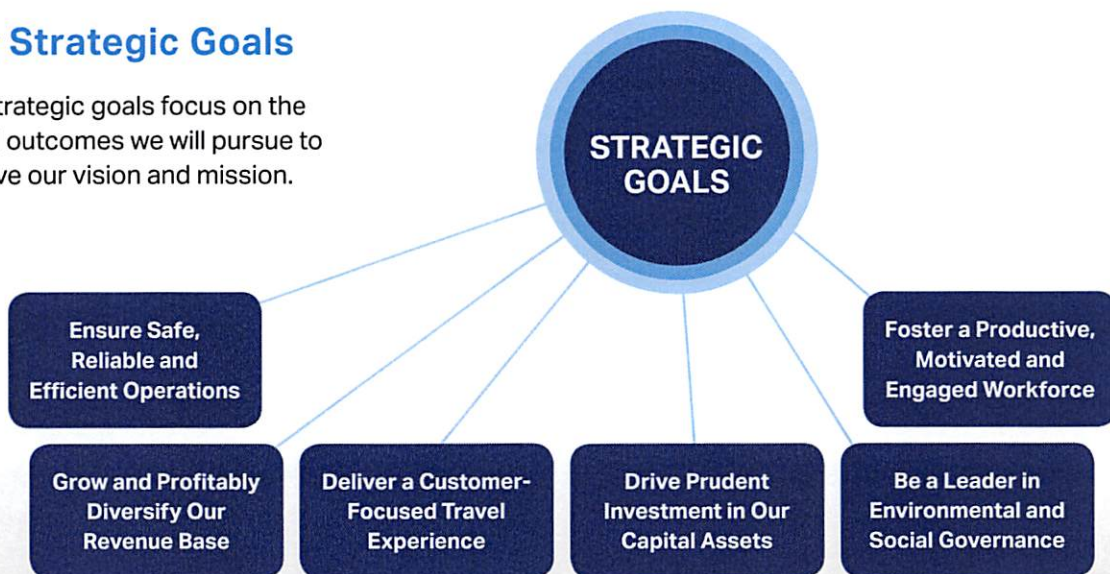 Strategic Goals
trategic goals focus on the
outcomes we will pursue to
ve our vision and mission.
STRATEGIC
GOALS
Ensure Safe,
Reliable and
Efficient Operations
Foster a Productive,
Motivated and
Engaged Workforce
Grow and Profitably
Diversify Our
Revenue Base
Deliver a Customer-
Focused Travel
Experience
Drive Prudent
Investment in Our
Capital Assets
Be a Leader in
Environmental and
Social Governance